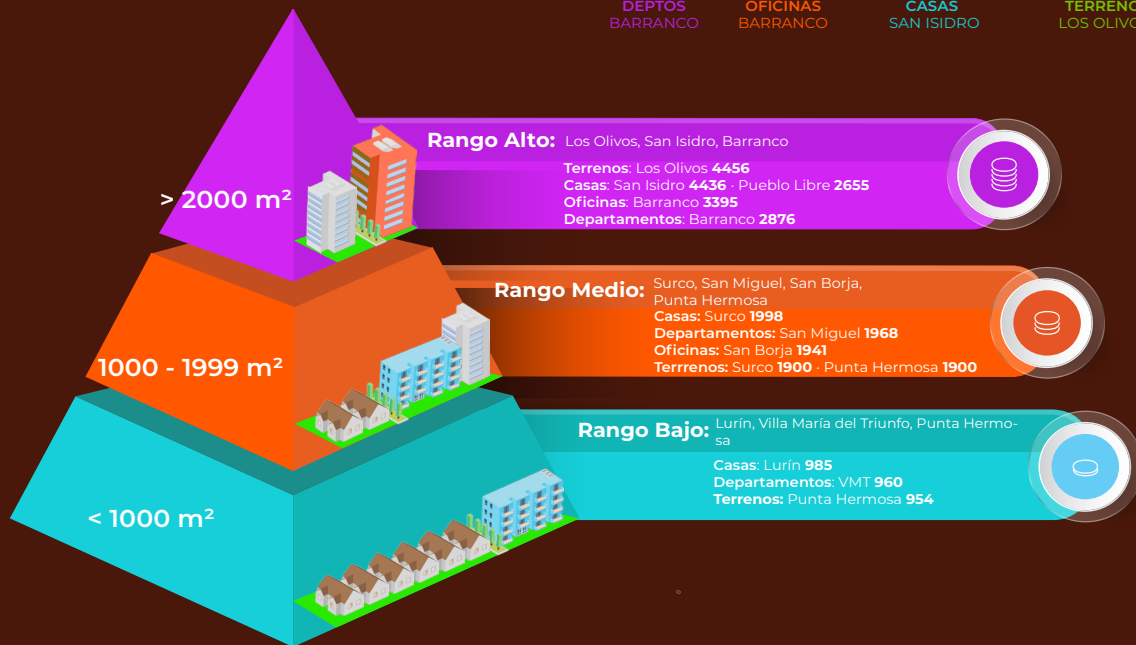 DEPTOS
BARRANCO
OFICINAS
BARRANCO
CASAS
SAN ISIDRO
TERRENO
LOS OLIVO
> 2000 m²
Rango Alto: Los Olivos, San Isidro, Barranco
Terrenos: Los Olivos 4456
Casas: San Isidro 4436 · Pueblo Libre 2655
Oficinas: Barranco 3395
Departamentos: Barranco 2876
1000 - 1999 m²
Rango Medio: Surco, San Miguel, San Borja,
Punta Hermosa
Casas: Surco 1998
Departamentos: San Miguel 1968
Oficinas: San Borja 1941
Terrrenos: Surco 1900 · Punta Hermosa 1900
< 1000 m²
Rango Bajo: Lurín, Villa María del Triunfo, Punta Hermo-
sa
Casas: Lurín 985
Departamentos: VMT 960
Terrenos: Punta Hermosa 954